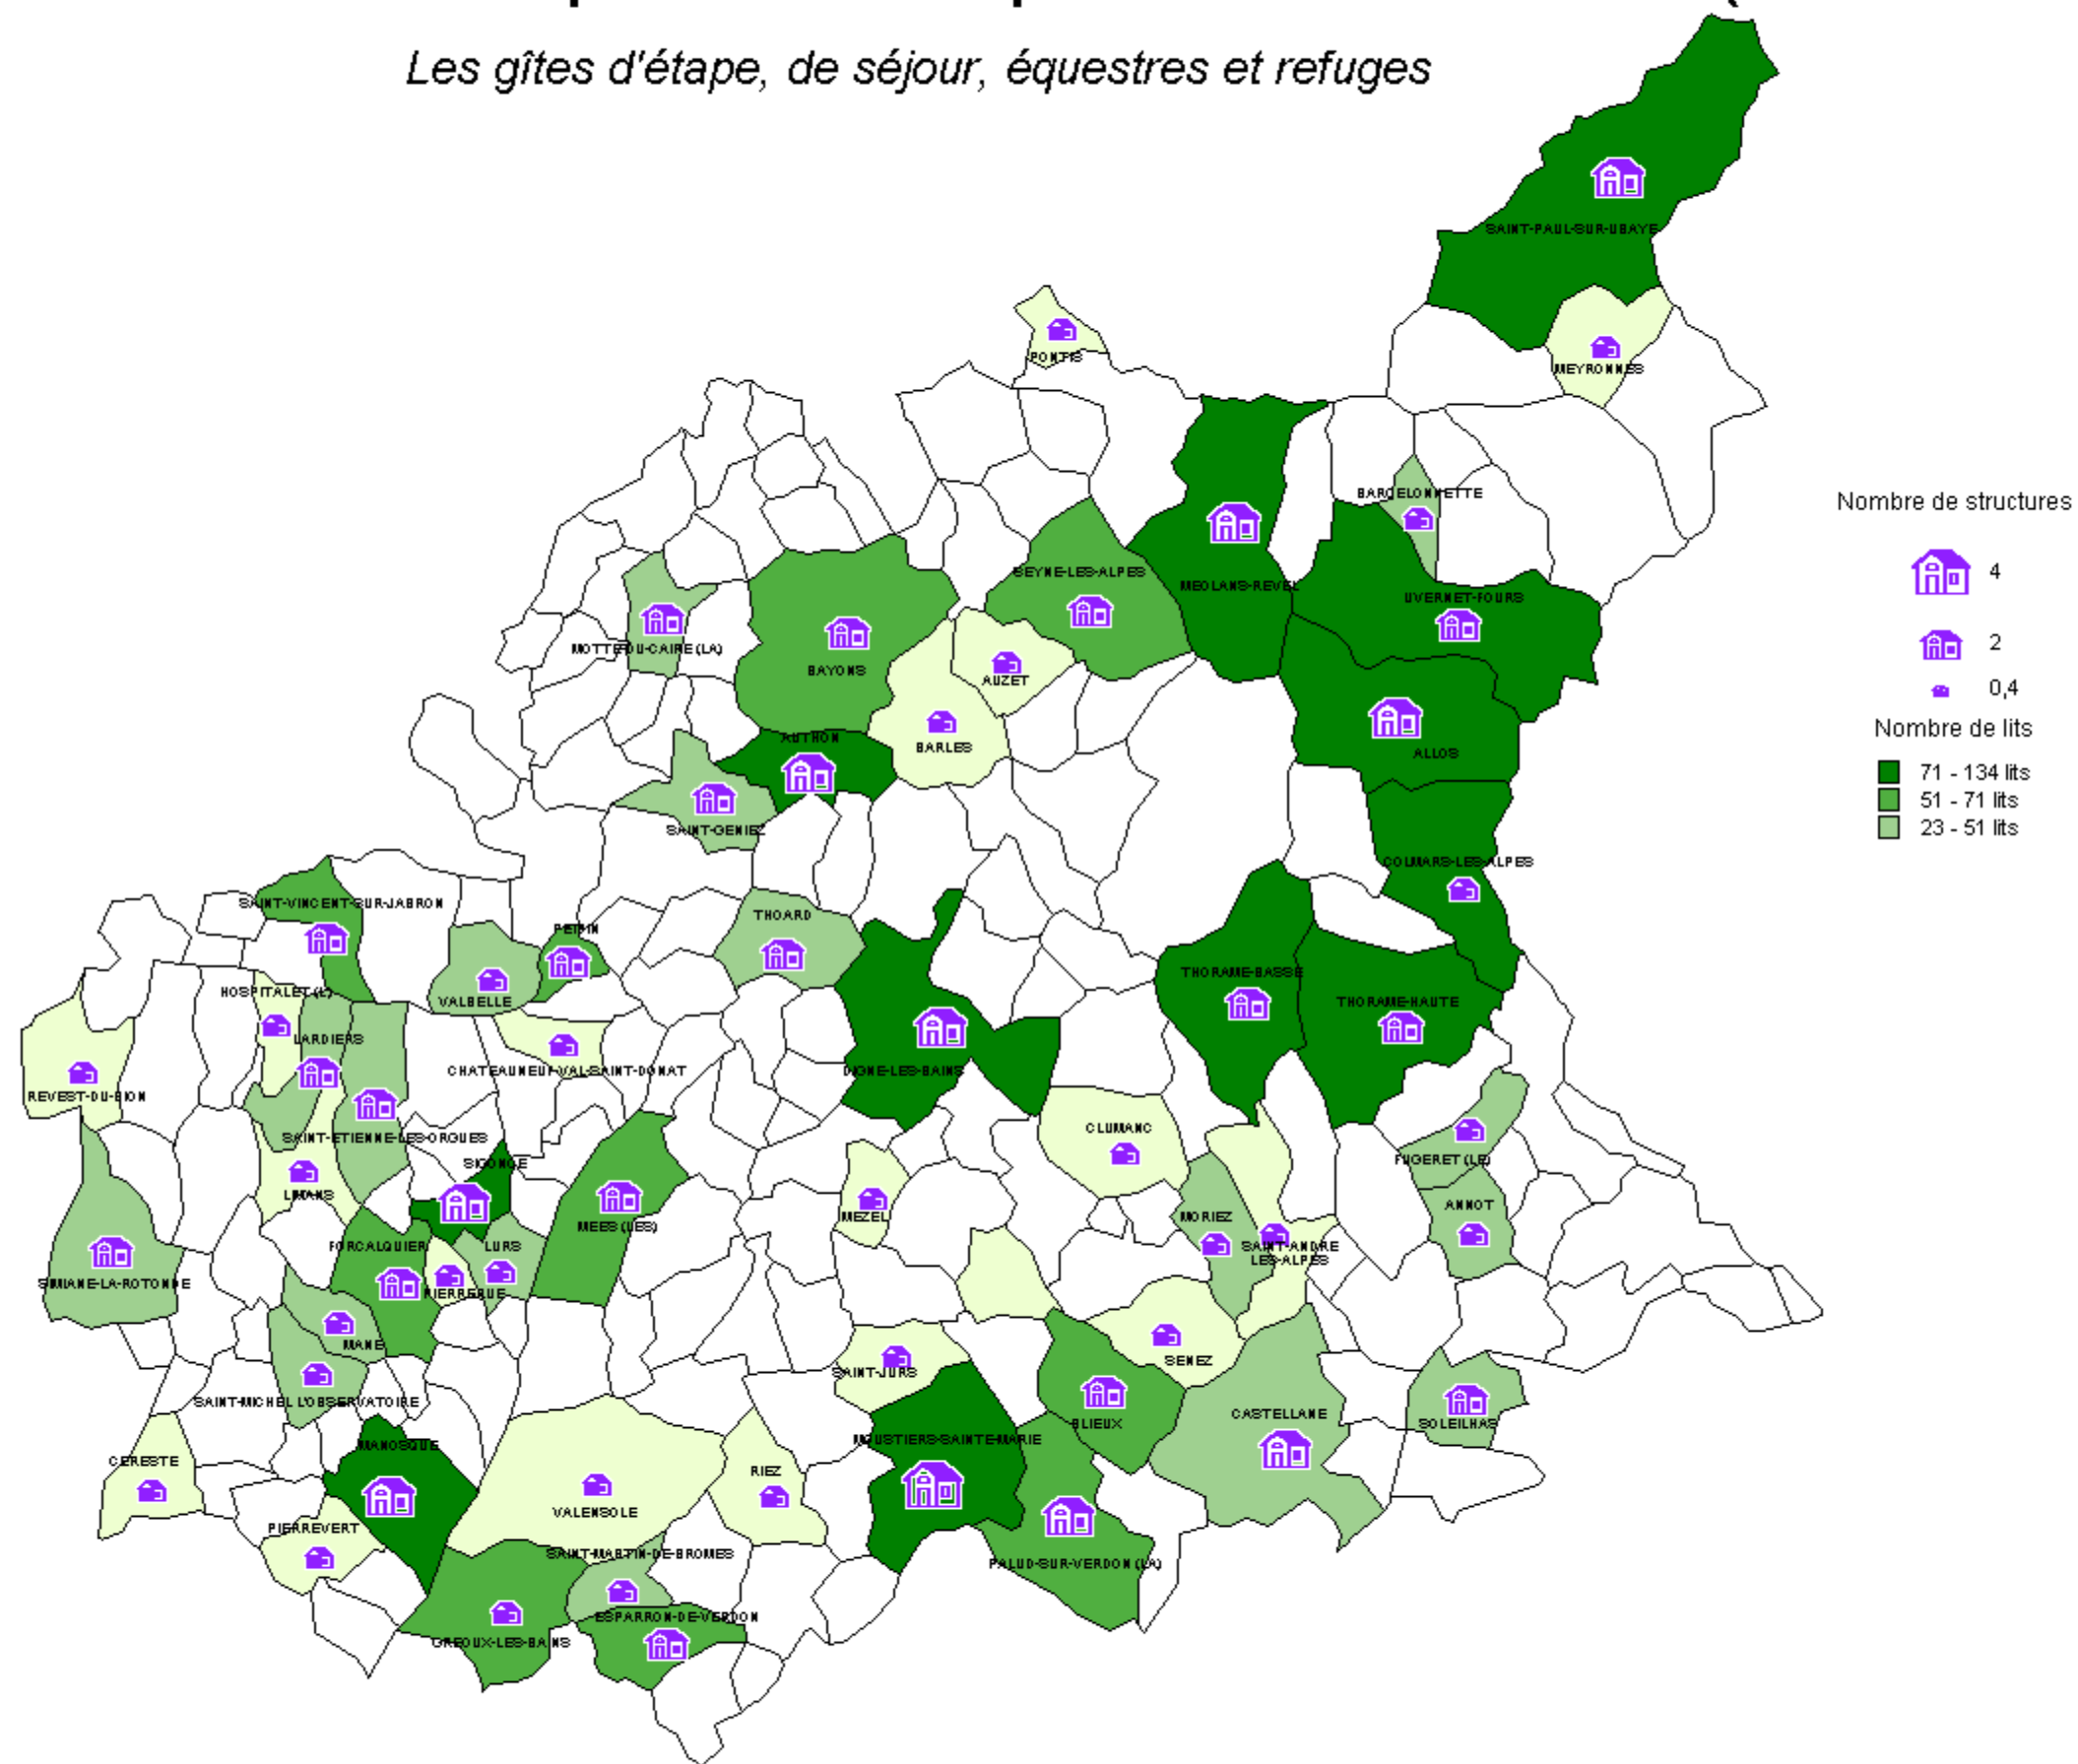 Les gîtes d'étape, de séjour, équestres et refuges
SAINT-PAUL-SUR-UBAYE
PONTIS
MEYRONNES
BARCELONNETTE
Nombre de structures
4
2
0,4
Nombre de lits
71 - 134 lits
51 - 71 lits
23 - 51 lits
SEYNE-LES-ALPES
MEOLANS-REVEL
UVERNET-FOURS
MOTTE-DU-CAIRE (LA)
BAYONS
AUZET
BARLES
AUTHON
ALLOS
SAINT-GENIEZ
COLMARS-LES-ALPES
SAINT-VINCENT-SUR-JABRON
THOARD
PEIPIN
THORAME-BASSE
THORAME-HAUTE
HOSPITALET (L')
VALBELLE
LARDIERS
CHATEAUNEUF-VAL-SAINT-DONAT
DIGNE-LES-BAINS
REVEST-DU-BION
CLUMANC
SAINT-ETIENNE-LES-ORGUES
SIGONCE
FUGERET (LE)
LIMANS
MEES (LES)
MEZEL
MORIEZ
ANNOT
FORCALQUIER
LURS
SAINT-ANDRE
LES-ALPES
SIMIANE-LA-ROTONDE
PIERRERUE
MANE
SENEZ
SAINT-JURS
SAINT-MICHEL L'OBSERVATOIRE
CASTELLANE
BLIEUX
SOLEILHAS
MANOSQUE
MOUSTIERS-SAINTE-MARIE
CERESTE
RIEZ
VALENSOLE
PIERREVERT
SAINT-MARTIN-DE-BROMES
PALUD-SUR-VERDON (LA)
ESPARRON-DE-VERDON
GREOUX-LES-BAINS